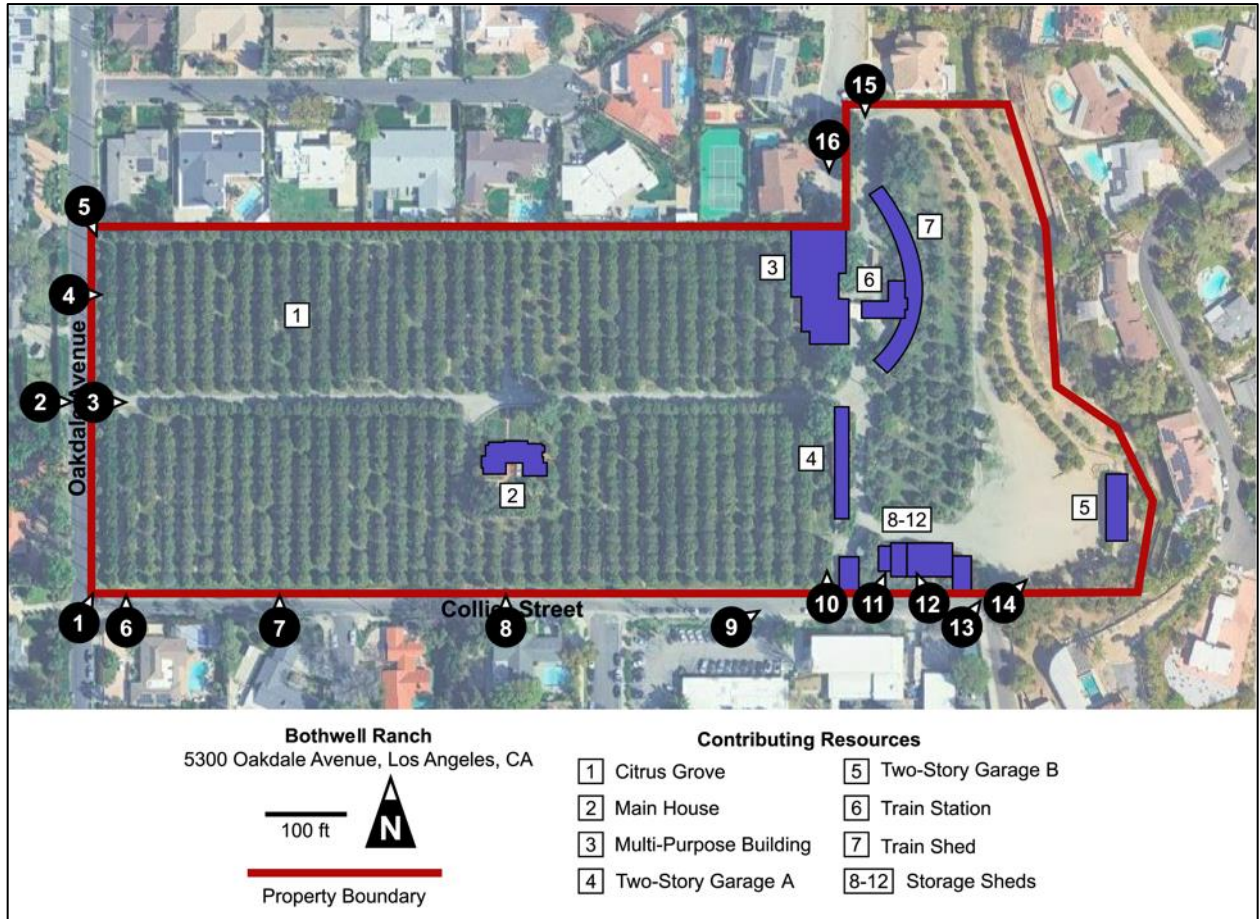 15
16
5
7
3
6
4
1
Oakdale Avenue
2
3
4
2
5
8-12
1
6
7
8
9
10
11
12
13
14
Collier Street
Bothwell Ranch
5300 Oakdale Avenue, Los Angeles, CA
100 ft
N
Property Boundary
Contributing Resources
1 Citrus Grove
2 Main House
3 Multi-Purpose Building
4 Two-Story Garage A
5 Two-Story Garage B
6 Train Station
7 Train Shed
8-12 Storage Sheds